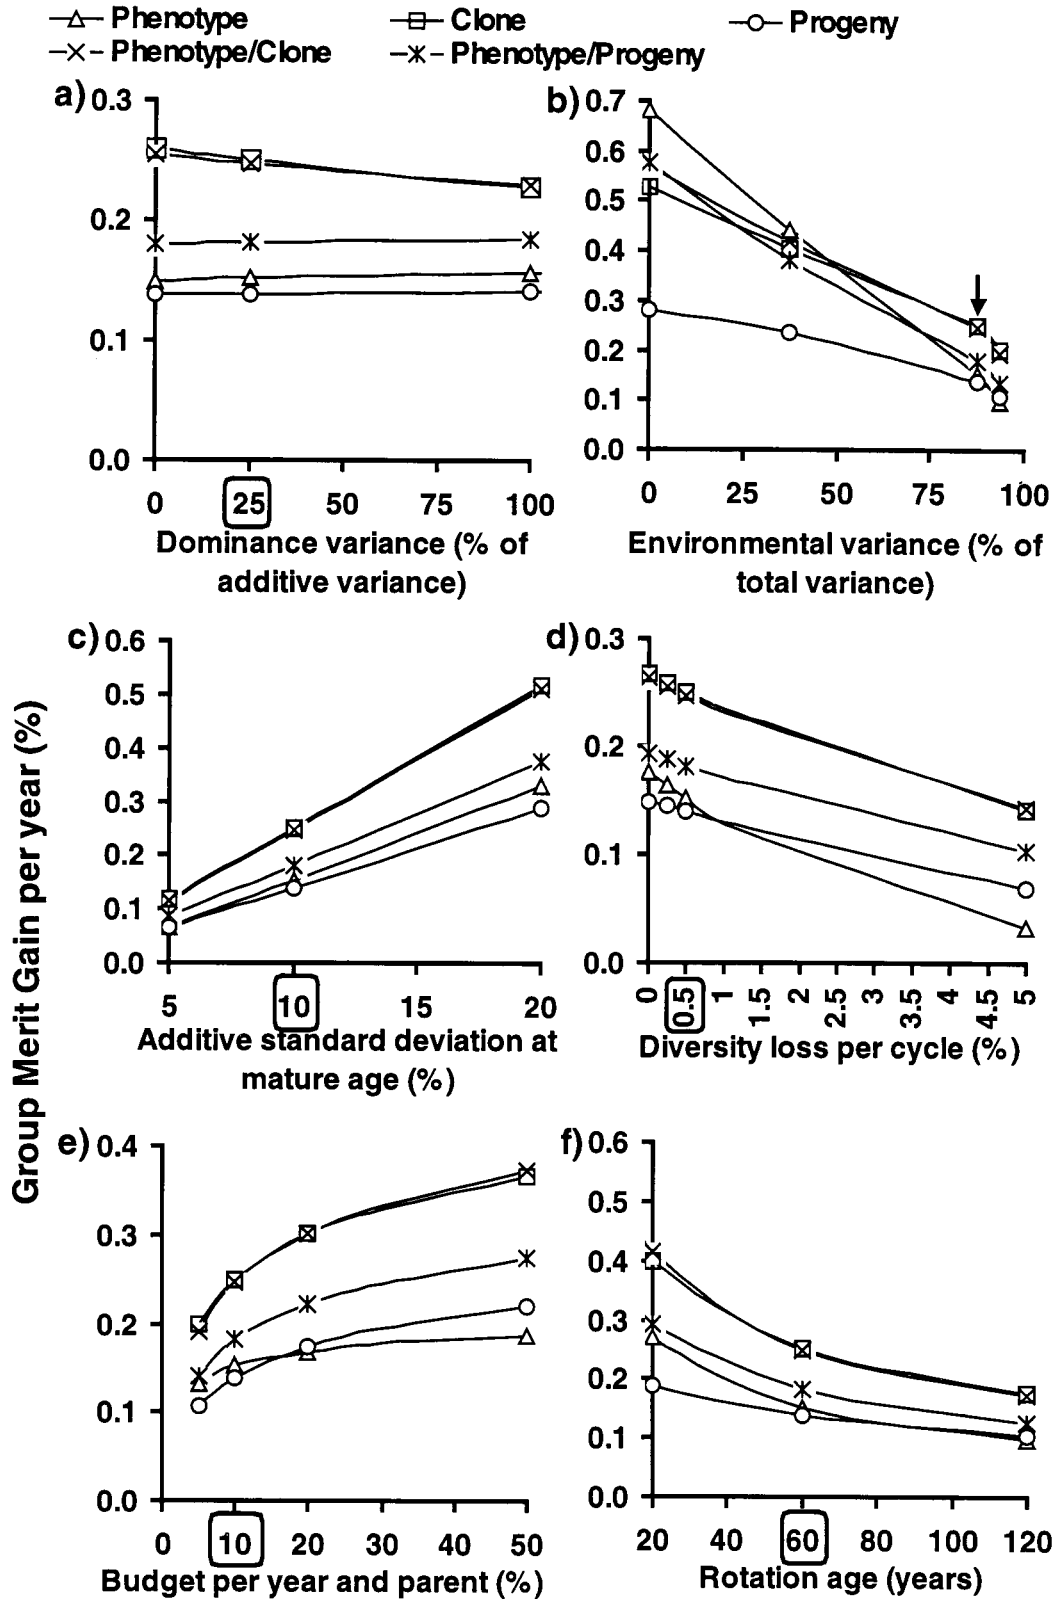 Phenotype Clone Progeny
Phenotype/Clone Phenotype/Progeny
Group Merit Gain per year (%)
a)
0.3
0.2
0.1
0.0
0 25 50 75 100
Dominance variance (% of
additive variance)
b)
0.7
0.6
0.5
0.4
0.3
0.2
0.1
0.0
0 25 50 75 100
Environmental variance (% of
total variance)
c)
0.6
0.5
0.4
0.3
0.2
0.1
0.0
5 10 15 20
Additive standard deviation at
mature age (%)
d)
0.3
0.2
0.1
0.0
0 0.5 1 1.5 2 2.5 3 3.5 4 4.5 5
Diversity loss per cycle (%)
e)
0.4
0.3
0.2
0.1
0.0
0 10 20 30 40 50
Budget per year and parent (%)
f)
0.6
0.5
0.4
0.3
0.2
0.1
0.0
20 40 60 80 100 120
Rotation age (years)